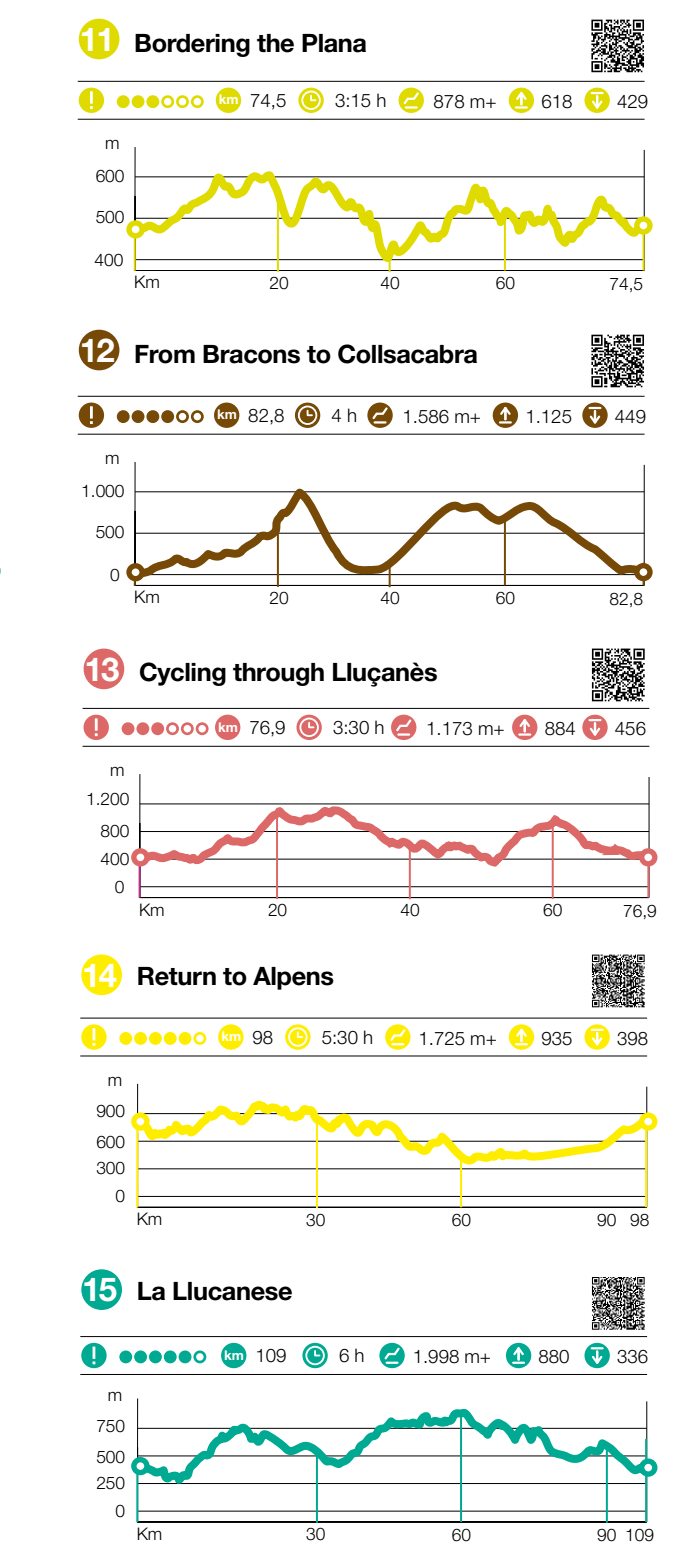 11 Bordering the Plana
! km 74,5 3:15 h 878 m+ 618 429
m
600
500
400
Km 20 40 60 74,5
12 From Bracons to Collsacabra
! km 82,8 4 h 1.586 m+ 1.125 449
m
1.000
500
0
Km 20 40 60 82,8
13 Cycling through Lluçanès
! km 76,9 3:30 h 1.173 m+ 884 456
m
1.200
800
400
0
Km 20 40 60 76,9
14 Return to Alpens
! km 98 5:30 h 1.725 m+ 935 398
m
900
600
300
0
Km 30 60 90 98
15 La Llucanese
! km 109 6 h 1.998 m+ 880 336
m
750
500
250
0
Km 30 60 90 109